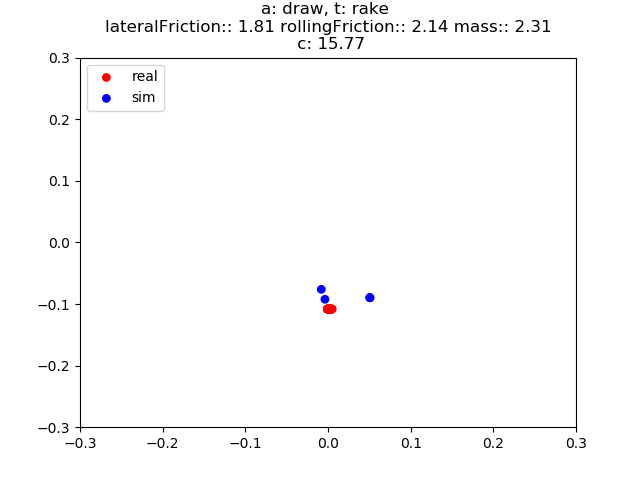 a: draw, t: rake
lateralFriction:: 1.81 rollingFriction:: 2.14 mass:: 2.31
c: 15.77
real
sim
0.3
0.2
0.1
0.0
−0.1
−0.2
−0.3
−0.3 −0.2 −0.1 0.0 0.1 0.2 0.3